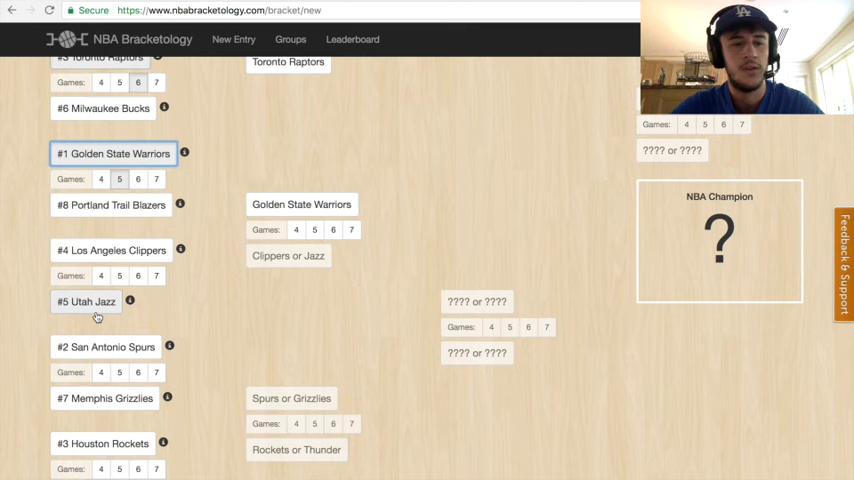 Secure https://www.nbabracketology.com/bracket/new
NBA Bracketology New Entry Groups Leaderboard
#3 Toronto Raptors
Toronto Raptors
Games: 4 5 6 7
#6 Milwaukee Bucks
Games: 4 5 6 7
???? or ????
#1 Golden State Warriors
Games: 4 5 6 7
#8 Portland Trail Blazers
Golden State Warriors
Games: 4 5 6 7
Clippers or Jazz
NBA Champion
?
#4 Los Angeles Clippers
Games: 4 5 6 7
#5 Utah Jazz
???? or ????
Games: 4 5 6 7
???? or ????
#2 San Antonio Spurs
Games: 4 5 6 7
#7 Memphis Grizzlies
Spurs or Grizzlies
Games: 4 5 6 7
Rockets or Thunder
#3 Houston Rockets
Games: 4 5 6 7
Feedback & Support
LA